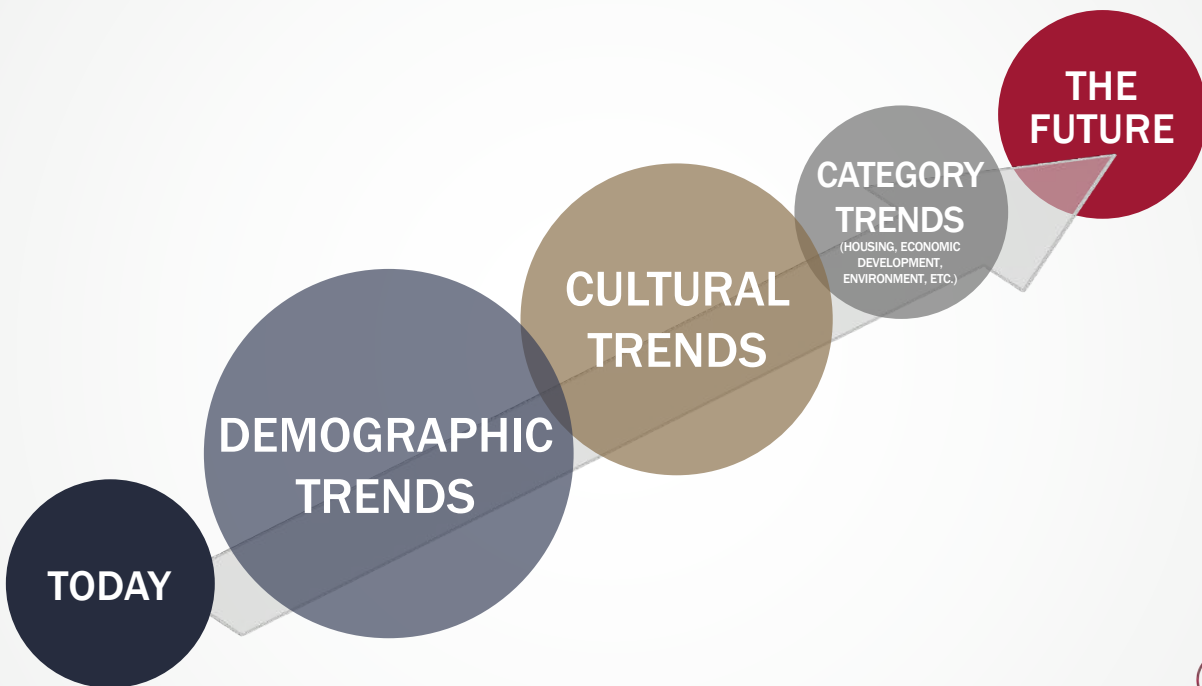 TODAY
DEMOGRAPHIC
TRENDS
CULTURAL
TRENDS
CATEGORY
TRENDS
(HOUSING, ECONOMIC
DEVELOPMENT,
ENVIRONMENT, ETC.)
THE
FUTURE